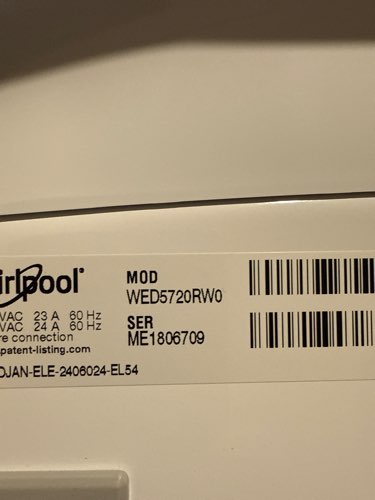 irlpool®
MOD
WED5720RW0
VAC 23 A 60 Hz
VAC 24 A 60 Hz
SER
re connection
ME1806709
patent-listing.com
OJAN-ELE-2406024-EL54